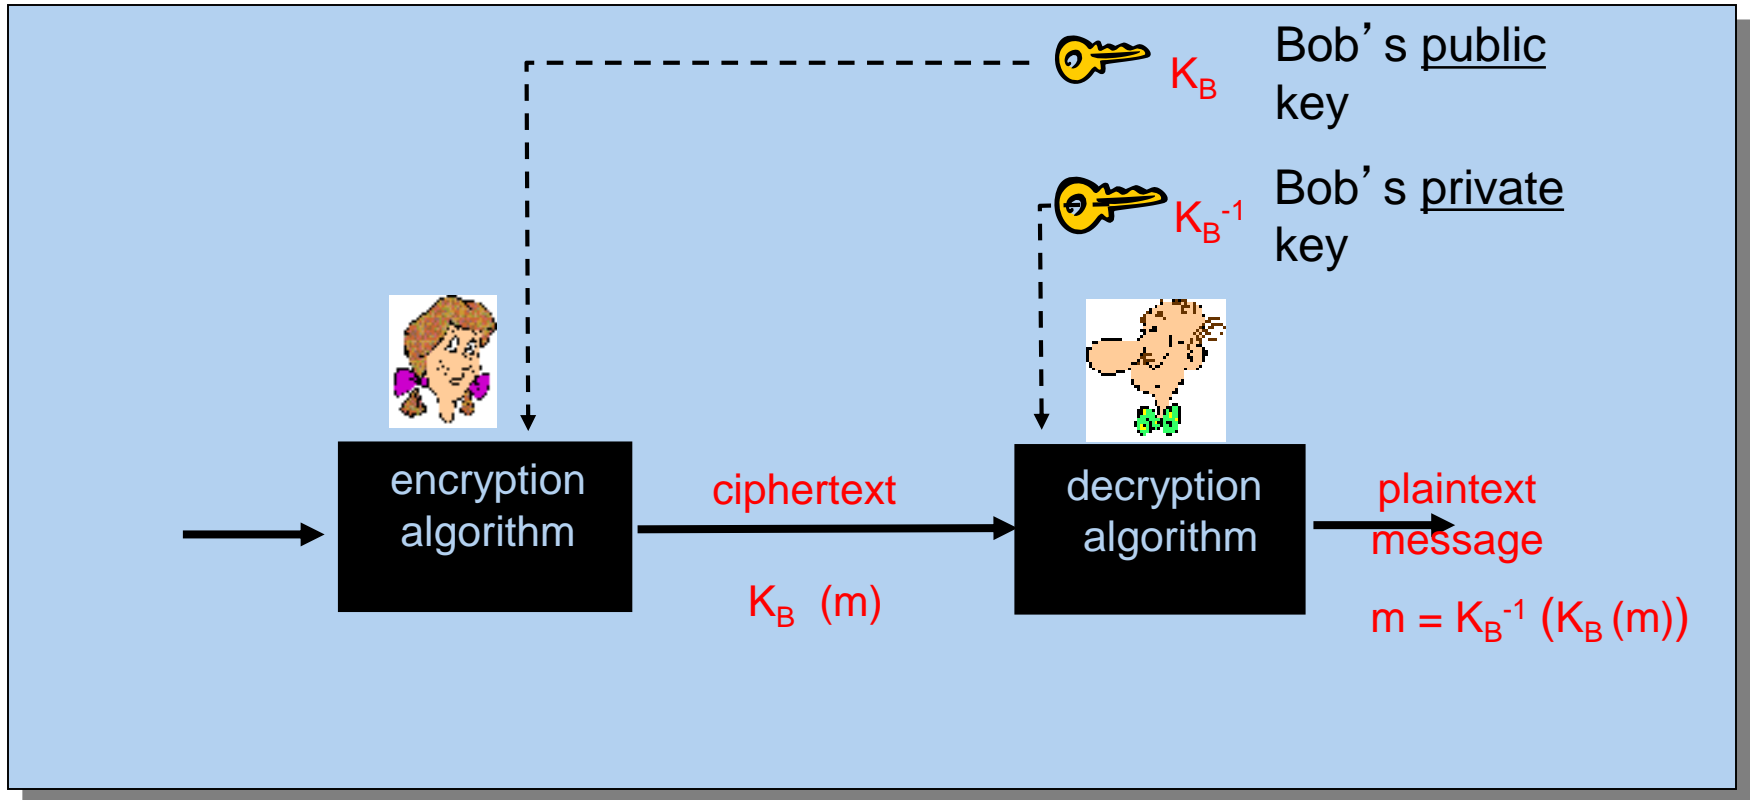 Bob's public
K_B
key
Bob's private
K_B^-1
key
encryption
algorithm
ciphertext
K_B (m)
decryption
algorithm
plaintext
message
m = K_B^-1 (K_B (m))